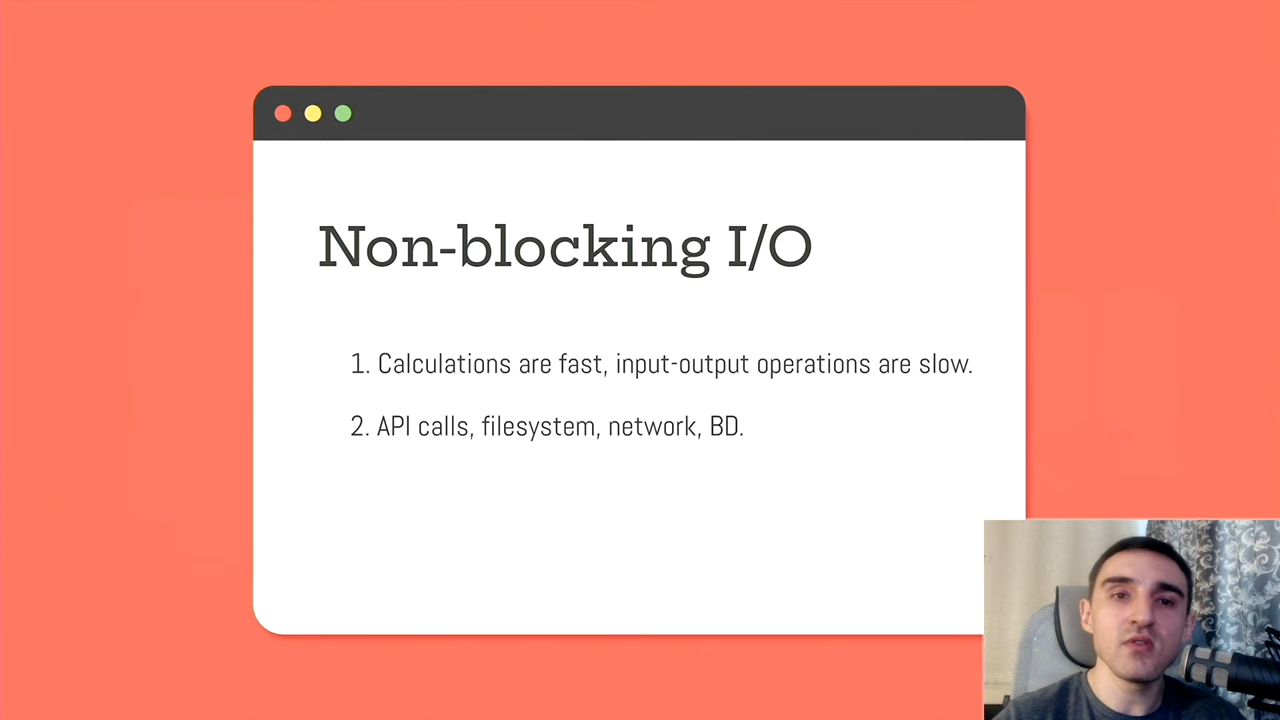 Non-blocking I/O
1. Calculations are fast, input-output operations are slow.
2. API calls, filesystem, network, BD.